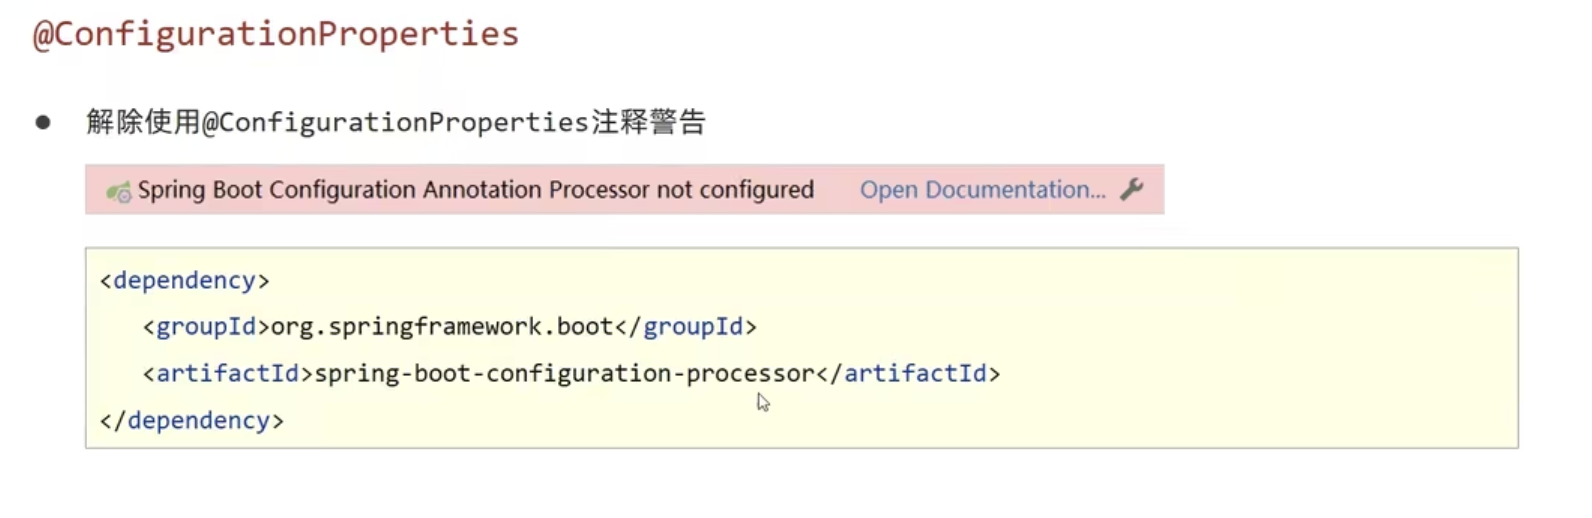 @ConfigurationProperties
● 解除使用@ConfigurationProperties注释警告
Spring Boot Configuration Annotation Processor not configured Open Documentation...
<dependency>
<groupId>org.springframework.boot</groupId>
<artifactId>spring-boot-configuration-processor</artifactId>
</dependency>